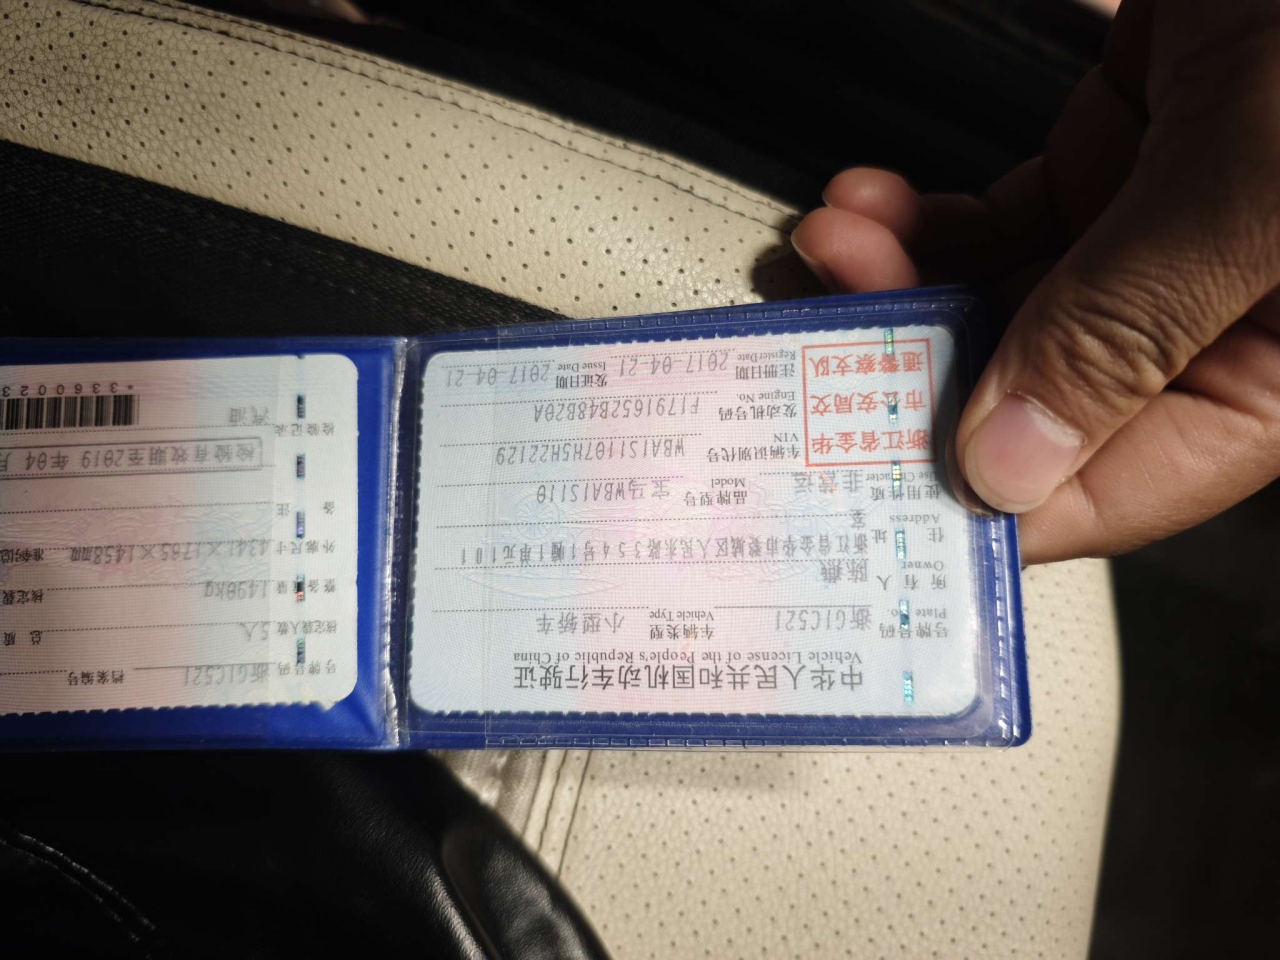 中华人民共和国机动车行驶证
Vehicle License of the People's Republic of China
号牌号码 浙G1C521 车辆类型 小型轿车
Plate No. Vehicle Type
所有人 陈燕
Owner
住址 浙江省金华市婺城区人民东路354号1幢1单元101
Address 室
使用性质 非营运 品牌型号 宝马WBA1S110
Use Character Model
浙江省金华
市公安局交
通警察支队
车辆识别代号 WBA1S1107H5H22129
VIN
发动机号码 F1791652B48B20A
Engine No.
注册日期 2017-04-21 发证日期 2017-04-21
Register Date Issue Date
号牌号码 浙G1C521 档案编号
核定载人数 5人 总质
整备质量 1490kg 核定载
外廓尺寸 4341×1765×1458mm 准牵引总
备注
检验有效期至2019年04月
检验记录
汽油
*3360023